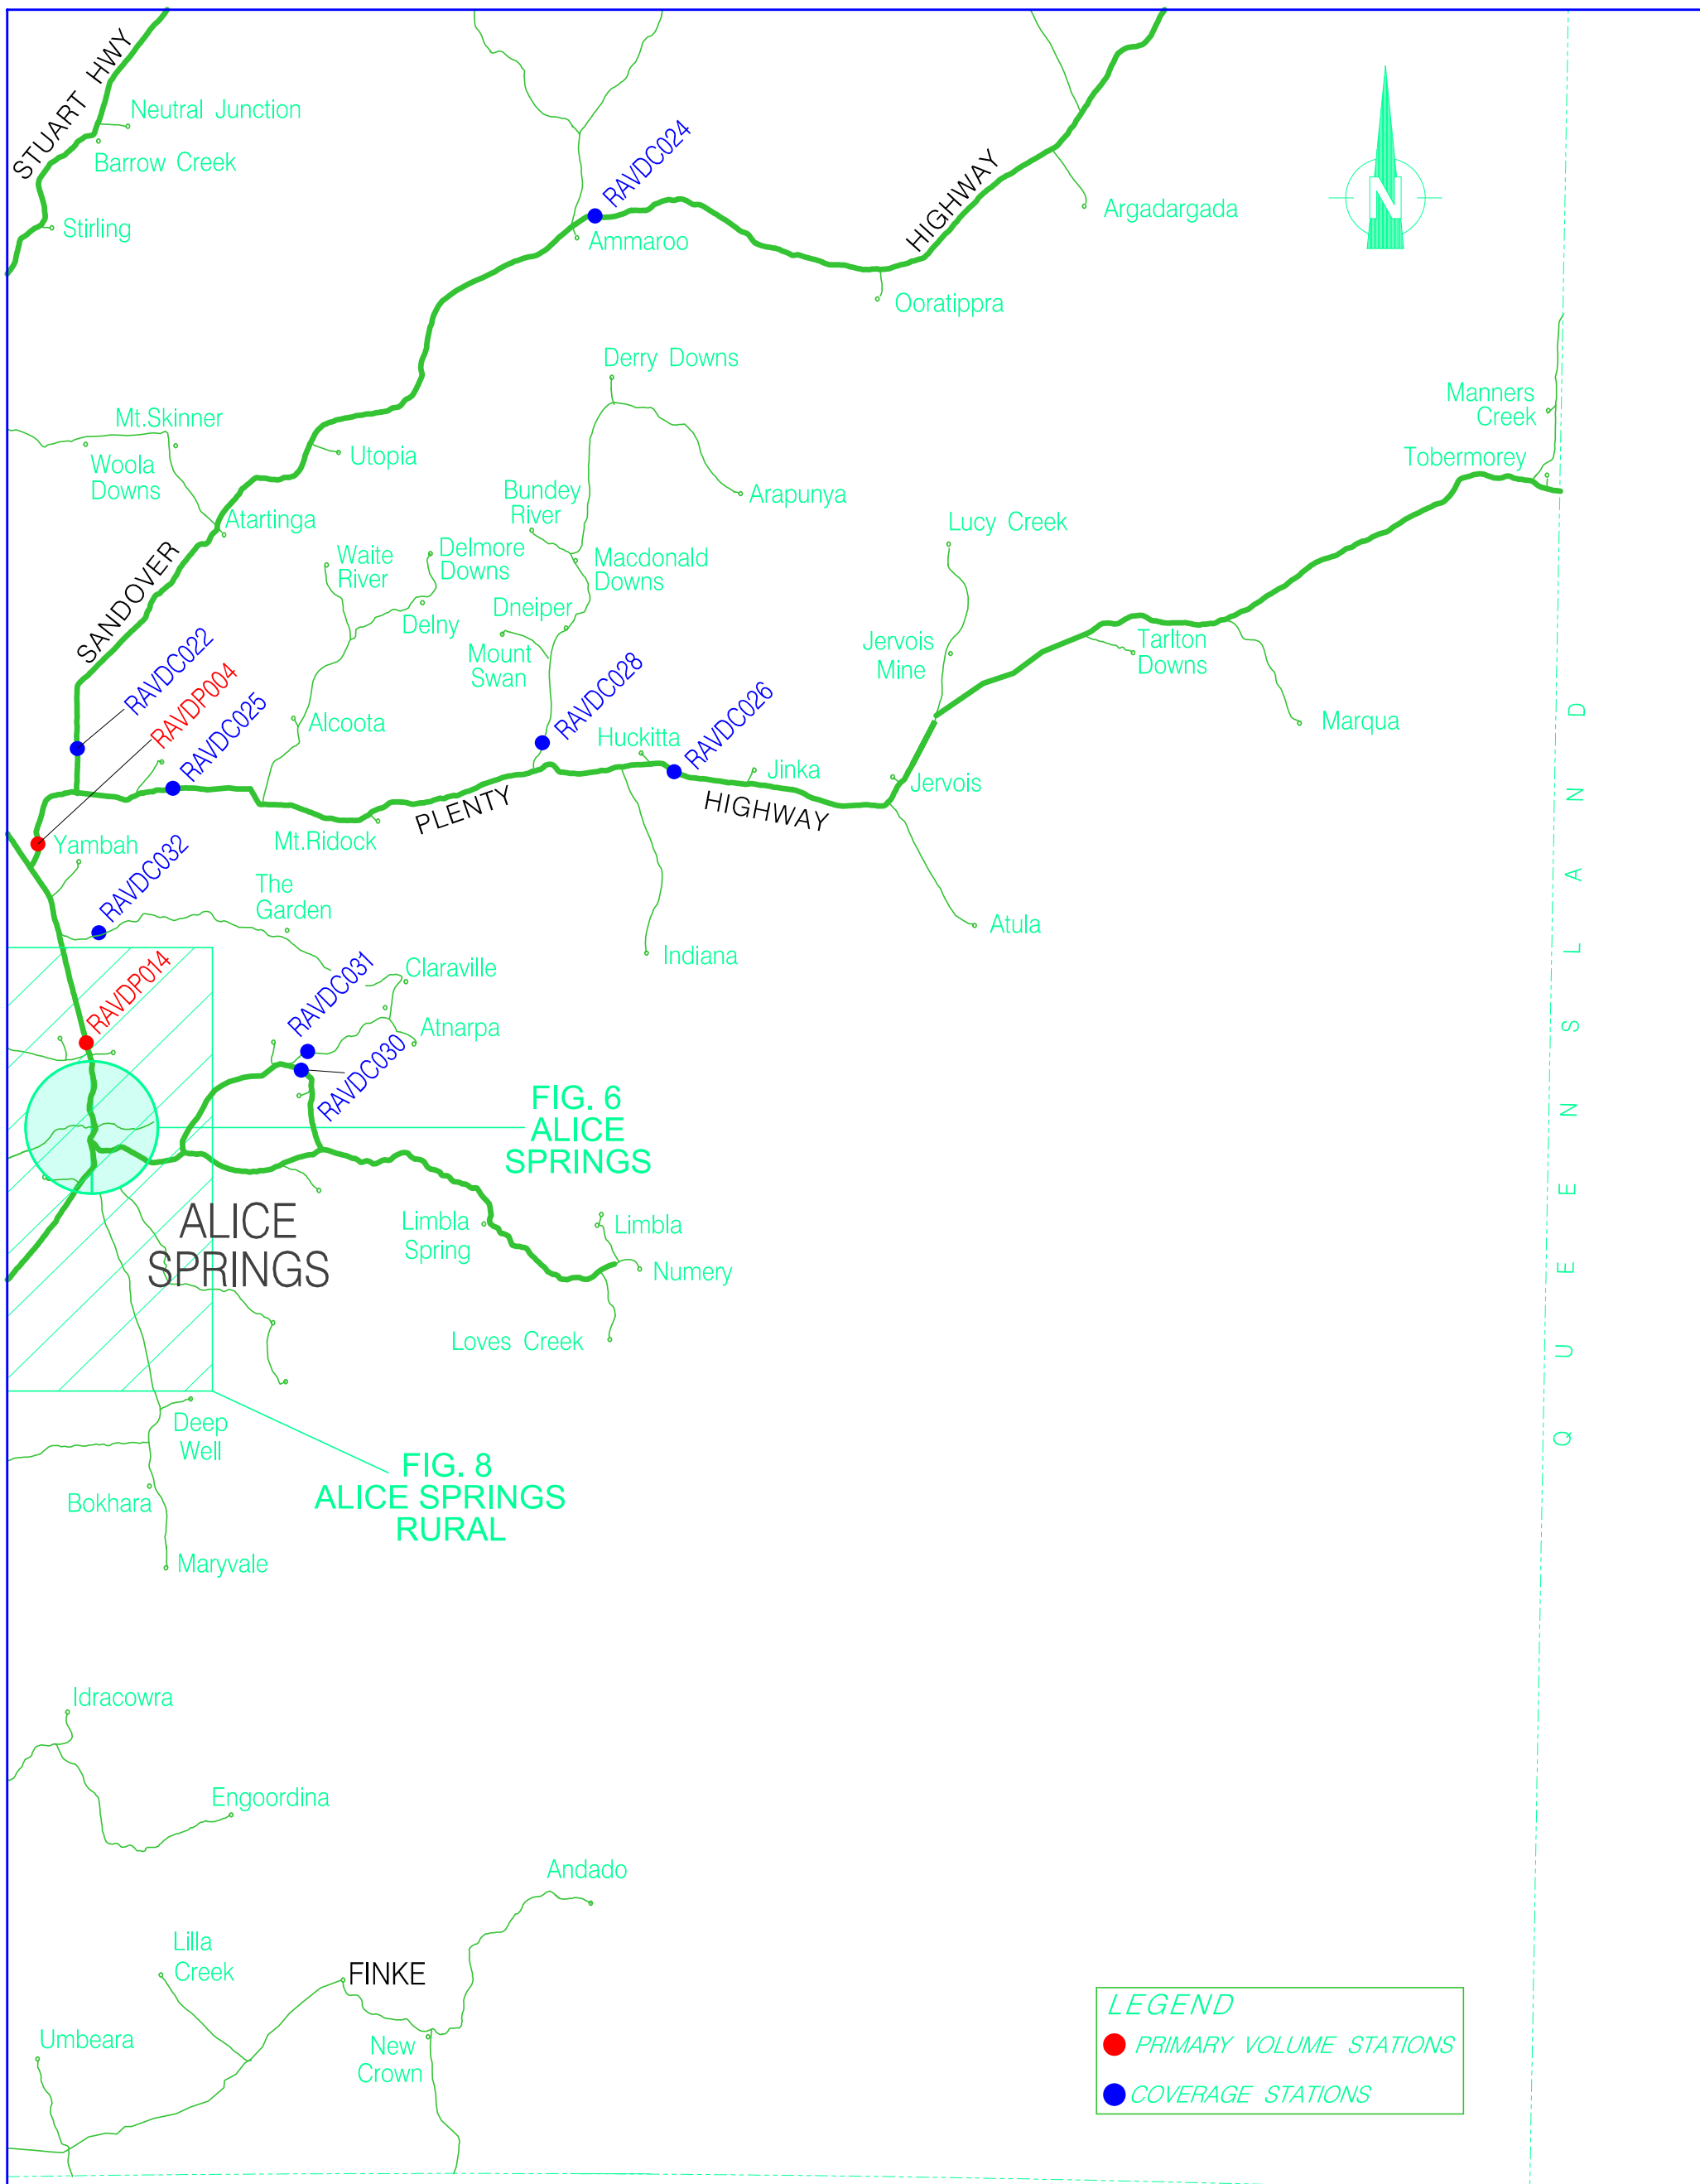 STUART HWY
Neutral Junction
Barrow Creek
Stirling
RAVDC024
Ammaroo
HIGHWAY
Argadargada
N
Ooratippra
Derry Downs
Manners
Creek
Mt.Skinner
Woola
Downs
Utopia
Tobermorey
Bundey
River
Arapunya
Atartinga
Lucy Creek
SANDOVER
Waite
River
Delmore
Downs
Macdonald
Downs
Delny
Dneiper
Mount
Swan
Jervois
Mine
Tarlton
Downs
RAVDC022
RAVDP004
RAVDC025
Alcoota
RAVDC028
Huckitta
RAVDC026
Marqua
Jinka
Jervois
PLENTY
HIGHWAY
Mt.Ridock
Yambah
RAVDC032
The
Garden
Atula
Indiana
RAVDP014
RAVDC031
Claraville
Atnarpa
RAVDC030
FIG. 6
ALICE
SPRINGS
ALICE
SPRINGS
Limbla
Spring
Limbla
Numery
Loves Creek
QUEENSLAND
Deep
Well
FIG. 8
ALICE SPRINGS
RURAL
Bokhara
Maryvale
Idracowra
Engoordina
Andado
Lilla
Creek
FINKE
Umbeara
New
Crown
LEGEND
PRIMARY VOLUME STATIONS
COVERAGE STATIONS